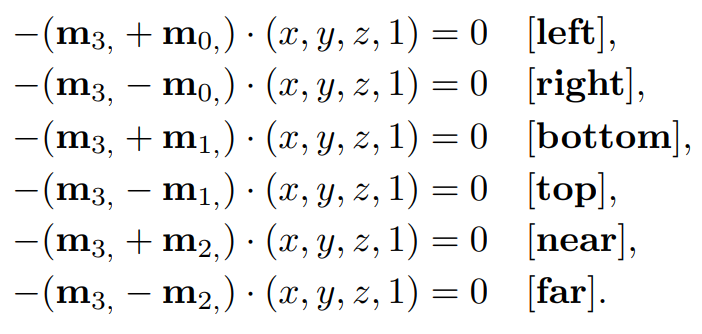 −(m₃, + m₀,) · (x, y, z, 1) = 0 [left],
−(m₃, − m₀,) · (x, y, z, 1) = 0 [right],
−(m₃, + m₁,) · (x, y, z, 1) = 0 [bottom],
−(m₃, − m₁,) · (x, y, z, 1) = 0 [top],
−(m₃, + m₂,) · (x, y, z, 1) = 0 [near],
−(m₃, − m₂,) · (x, y, z, 1) = 0 [far].